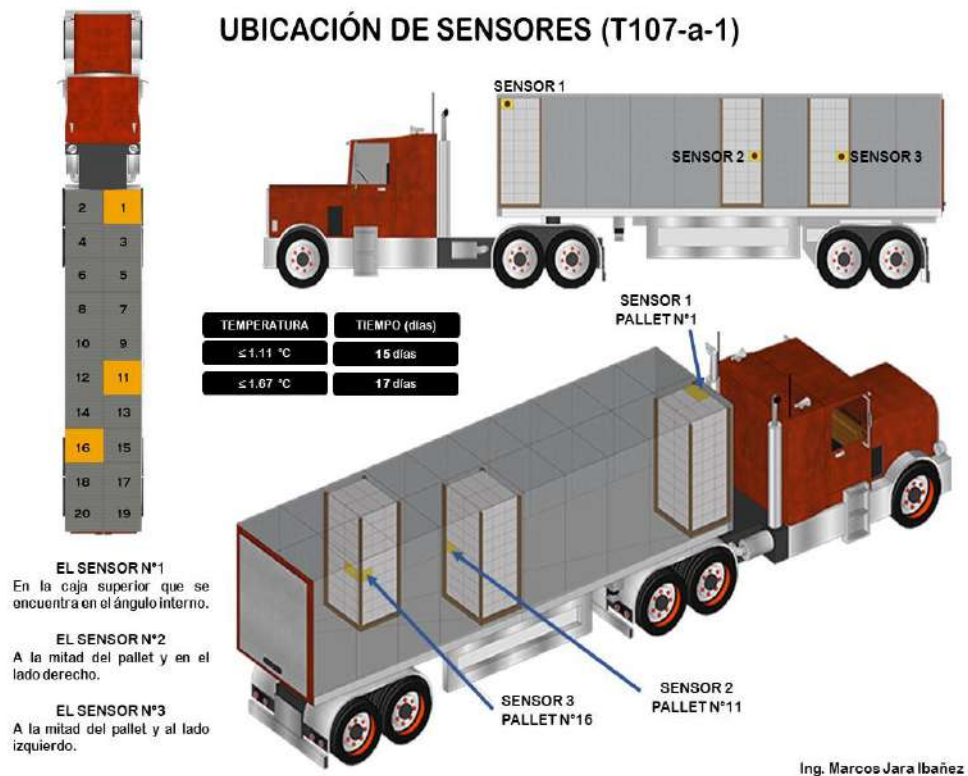 UBICACIÓN DE SENSORES (T107-a-1)
SENSOR 1
SENSOR 2
SENSOR 3
2 1
4 3
6 5
8 7
10 9
12 11
14 13
16 15
18 17
20 19
TEMPERATURA TIEMPO (días)
≤ 1.11 °C 15 días
≤ 1.67 °C 17 días
SENSOR 1
PALLET N°1
EL SENSOR N°1
En la caja superior que se
encuentra en el ángulo interno.
EL SENSOR N°2
A la mitad del pallet y en el
lado derecho.
EL SENSOR N°3
A la mitad del pallet y al lado
izquierdo.
SENSOR 3
PALLET N°16
SENSOR 2
PALLET N°11
Ing. Marcos Jara Ibañez